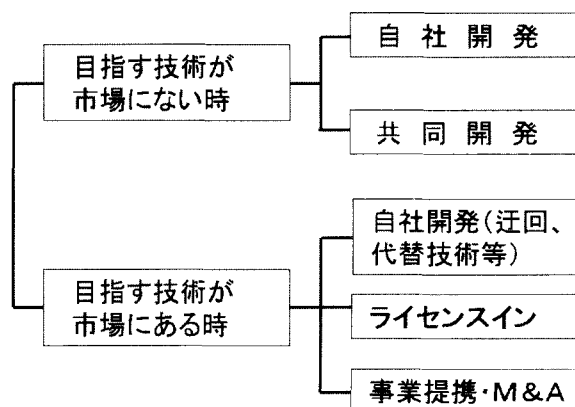 目指す技術が
市場にない時
自社開発
共同開発
目指す技術が
市場にある時
自社開発(迂回、
代替技術等)
ライセンスイン
事業提携・M&A